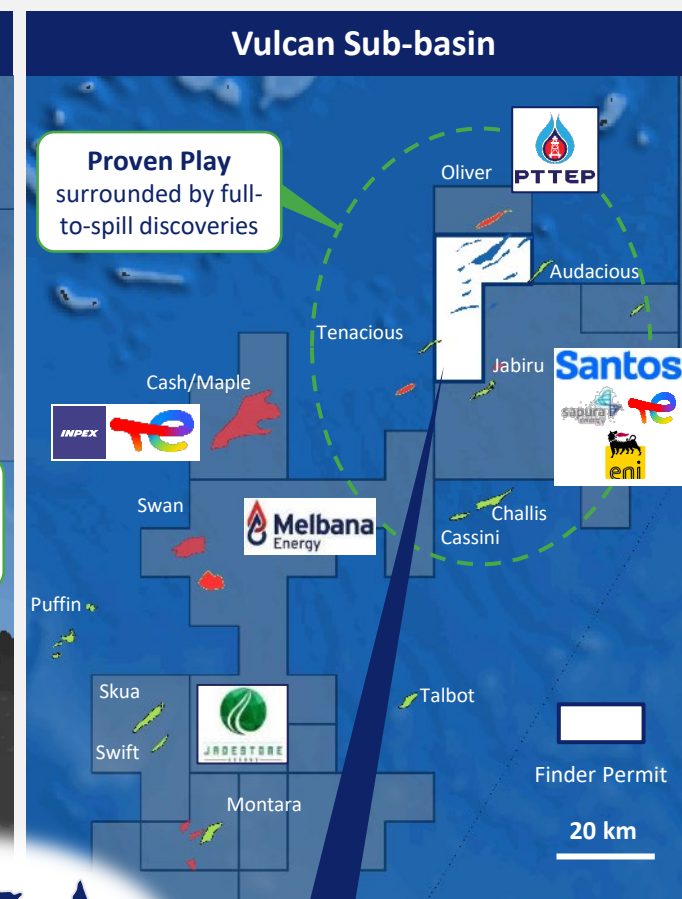 Vulcan Sub-basin
Proven Play
surrounded by full-
to-spill discoveries
PTTEP
Oliver
Audacious
Tenacious
Jabiru
Santos
sapura
energy
eni
Cash/Maple
INPEX
Swan
Melbana
Energy
Challis
Cassini
Puffin
Skua
Swift
JADESTONE
ENERGY
Talbot
Montara
Finder Permit
20 km